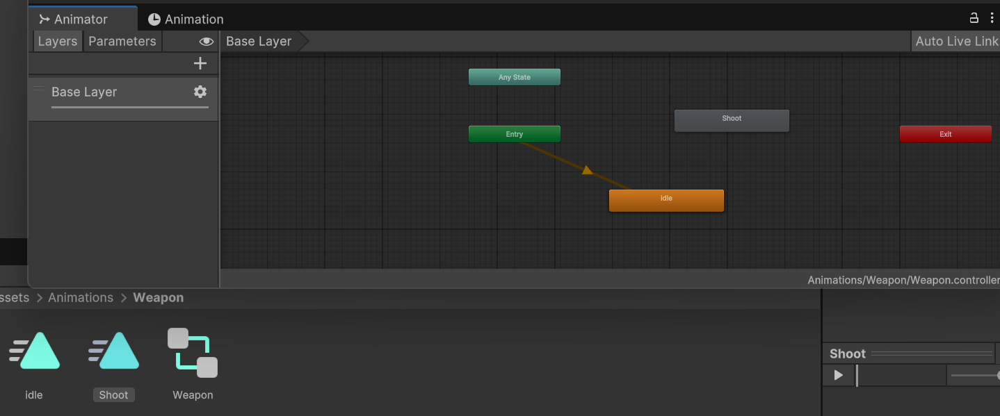 Animator
Animation
Layers
Parameters
Base Layer
Auto Live Link
Base Layer
Any State
Shoot
Entry
Exit
idle
Animations/Weapon/Weapon.controller
ssets > Animations > Weapon
Shoot
idle
Shoot
Weapon